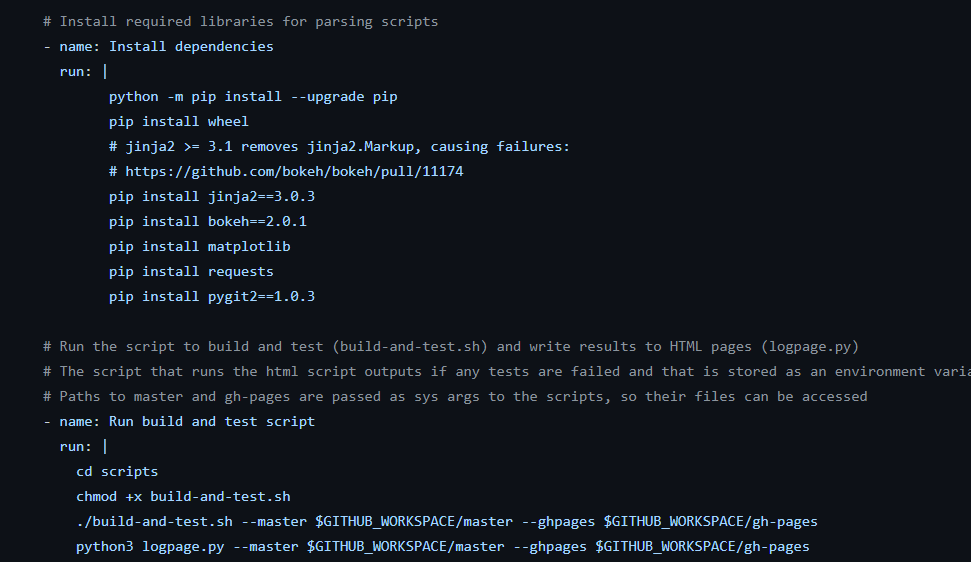 # Install required libraries for parsing scripts
- name: Install dependencies
run: |
python -m pip install --upgrade pip
pip install wheel
# jinja2 >= 3.1 removes jinja2.Markup, causing failures:
# https://github.com/bokeh/bokeh/pull/11174
pip install jinja2==3.0.3
pip install bokeh==2.0.1
pip install matplotlib
pip install requests
pip install pygit2==1.0.3
# Run the script to build and test (build-and-test.sh) and write results to HTML pages (logpage.py)
# The script that runs the html script outputs if any tests are failed and that is stored as an environment varia
# Paths to master and gh-pages are passed as sys args to the scripts, so their files can be accessed
- name: Run build and test script
run: |
cd scripts
chmod +x build-and-test.sh
./build-and-test.sh --master $GITHUB_WORKSPACE/master --ghpages $GITHUB_WORKSPACE/gh-pages
python3 logpage.py --master $GITHUB_WORKSPACE/master --ghpages $GITHUB_WORKSPACE/gh-pages